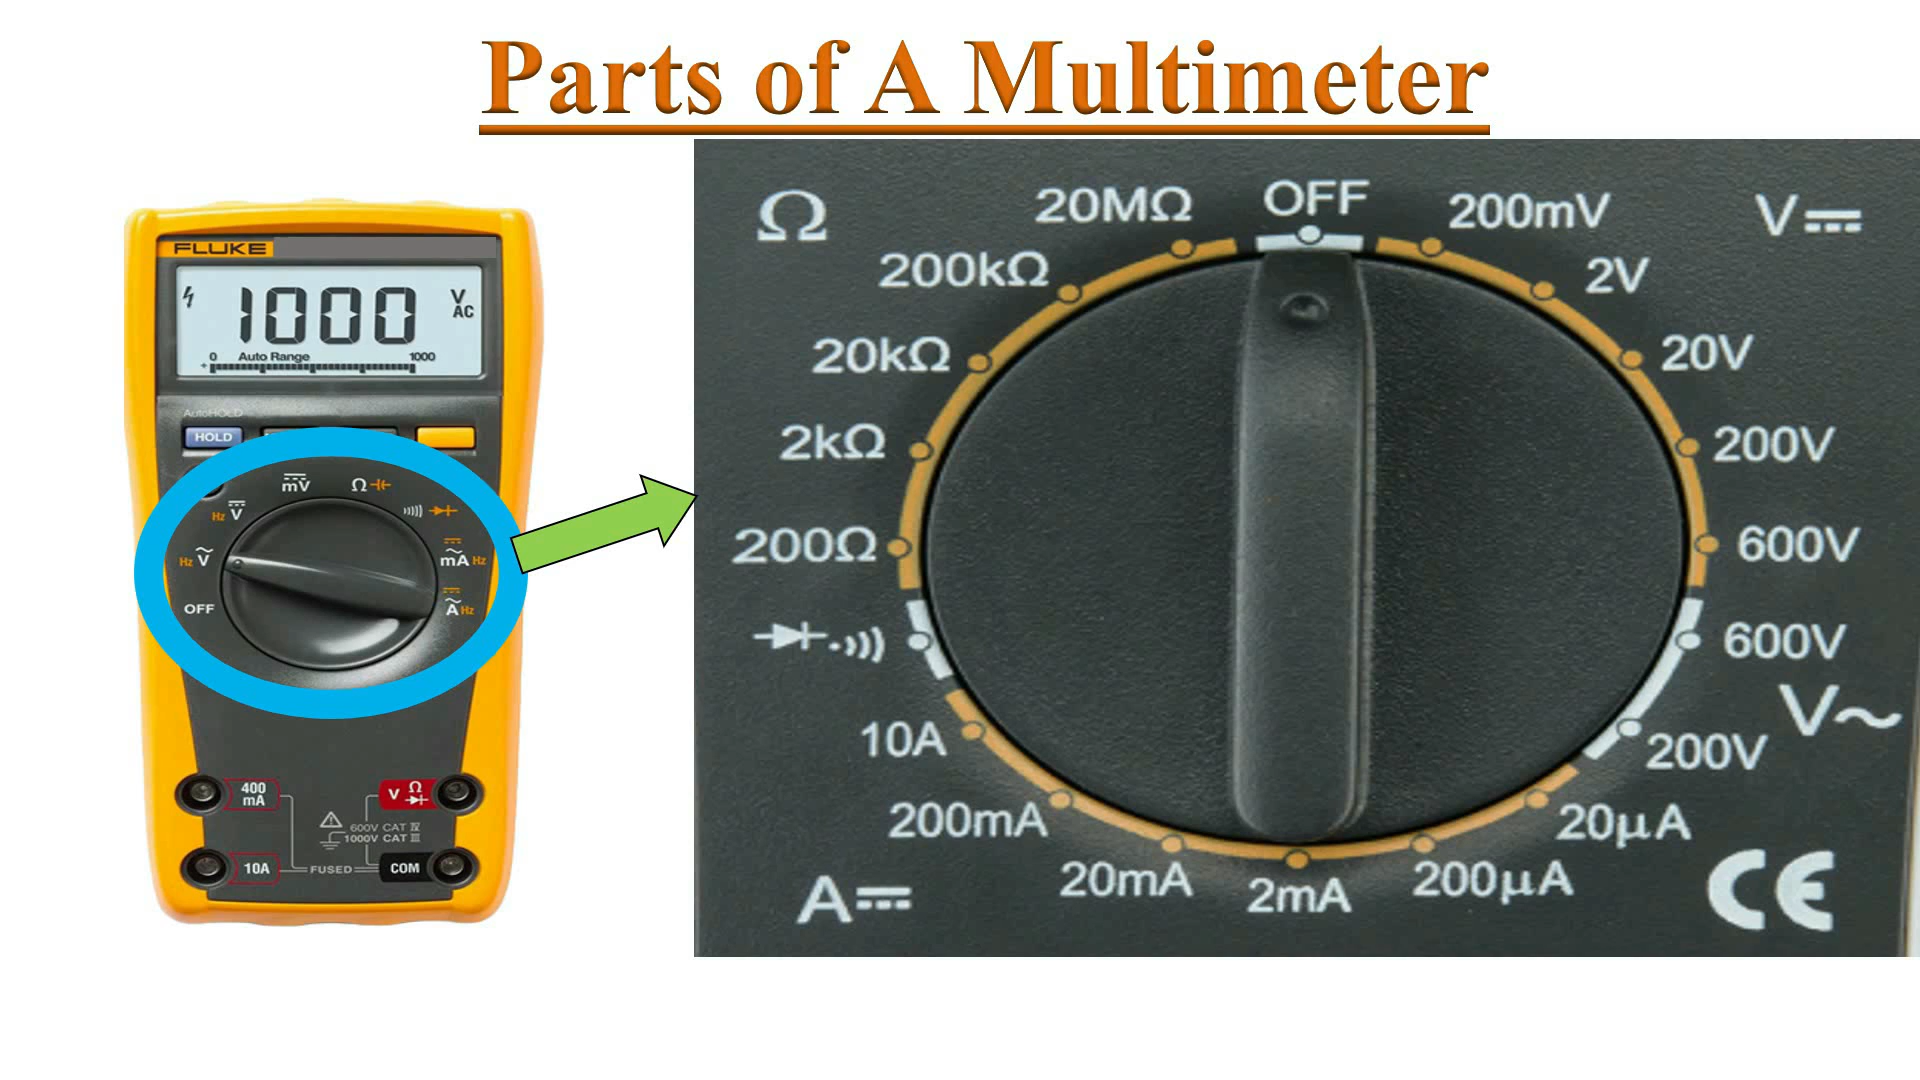 Parts of A Multimeter
FLUKE
1000 V AC
0 Auto Range 1000
AutoHOLD
HOLD
mV Ω
Hz V
Hz V mA Hz
OFF A Hz
400 mA V Ω
600V CAT IV
1000V CAT III
10A FUSED COM
Ω 20MΩ OFF 200mV V
200kΩ 2V
20kΩ 20V
2kΩ 200V
200Ω 600V
600V
V~
10A 200V
200mA 20µA
20mA 2mA 200µA
A CE